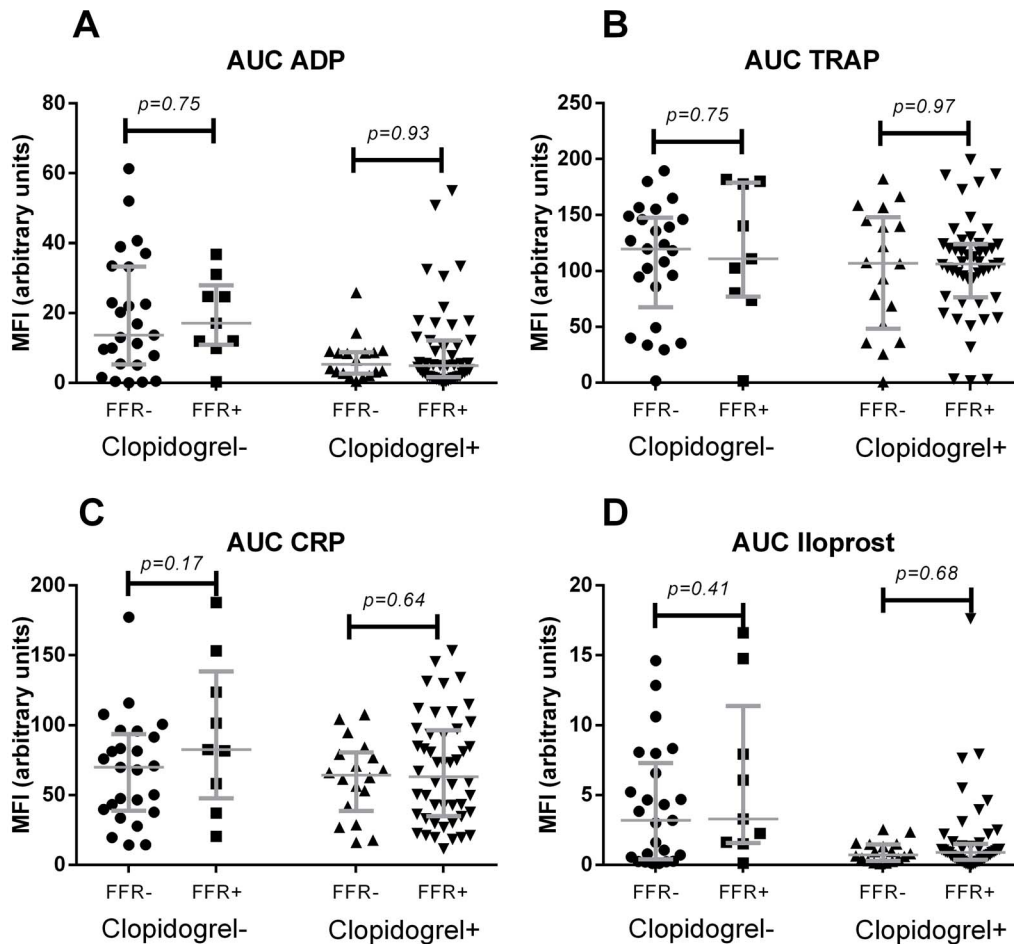 A
AUC ADP
MFI (arbitrary units)
80
60
40
20
0
p=0.75
p=0.93
FFR- FFR+ FFR- FFR+
Clopidogrel- Clopidogrel+
B
AUC TRAP
MFI (arbitrary units)
250
200
150
100
50
0
p=0.75
p=0.97
FFR- FFR+ FFR- FFR+
Clopidogrel- Clopidogrel+
C
AUC CRP
MFI (arbitrary units)
200
150
100
50
0
p=0.17
p=0.64
FFR- FFR+ FFR- FFR+
Clopidogrel- Clopidogrel+
D
AUC Iloprost
MFI (arbitrary units)
20
15
10
5
0
p=0.41
p=0.68
FFR- FFR+ FFR- FFR+
Clopidogrel- Clopidogrel+